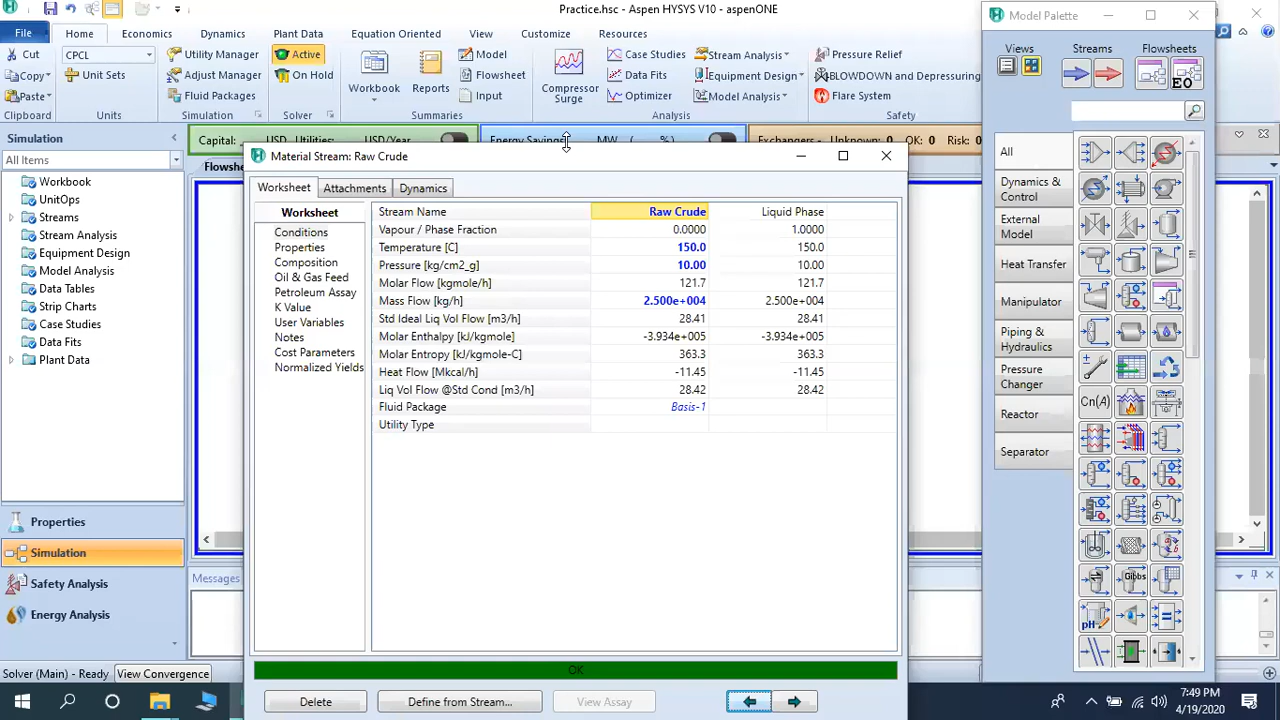 Practice.hsc - Aspen HYSYS V10 - aspenONE
File Home Economics Dynamics Plant Data Equation Oriented View Customize Resources
Cut
Copy
Paste
Clipboard
CPCL
Unit Sets
Units
Utility Manager
Adjust Manager
Fluid Packages
Simulation
Active
On Hold
Solver
Workbook
Reports
Model
Flowsheet
Input
Summaries
Compressor
Surge
Case Studies
Data Fits
Optimizer
Stream Analysis
Equipment Design
Model Analysis
Analysis
Pressure Relief
BLOWDOWN and Depressuring
Flare System
Safety
Capital: USD Utilities: USD/Year
Energy Savings: MW ( %)
Exchangers - Unknown: 0 OK: 0 Risk:
Simulation
All Items
Workbook
UnitOps
Streams
Stream Analysis
Equipment Design
Model Analysis
Data Tables
Strip Charts
Case Studies
Data Fits
Plant Data
Properties
Simulation
Safety Analysis
Energy Analysis
Messages
Solver (Main) - Ready View Convergence
Material Stream: Raw Crude
Worksheet Attachments Dynamics
Worksheet
Conditions
Properties
Composition
Oil & Gas Feed
Petroleum Assay
K Value
User Variables
Notes
Cost Parameters
Normalized Yields
Stream Name Raw Crude Liquid Phase
Vapour / Phase Fraction 0.0000 1.0000
Temperature [C] 150.0 150.0
Pressure [kg/cm2_g] 10.00 10.00
Molar Flow [kgmole/h] 121.7 121.7
Mass Flow [kg/h] 2.500e+004 2.500e+004
Std Ideal Liq Vol Flow [m3/h] 28.41 28.41
Molar Enthalpy [kJ/kgmole] -3.934e+005 -3.934e+005
Molar Entropy [kJ/kgmole-C] 363.3 363.3
Heat Flow [Mkcal/h] -11.45 -11.45
Liq Vol Flow @Std Cond [m3/h] 28.42 28.42
Fluid Package Basis-1
Utility Type
OK
Delete Define from Stream... View Assay
Model Palette
Views Streams Flowsheets
EO
All
Dynamics &
Control
External
Model
Heat Transfer
Manipulator
Piping &
Hydraulics
Pressure
Changer
Reactor
Separator
Cn(A)
Gibbs
pH
7:49 PM
4/19/2020